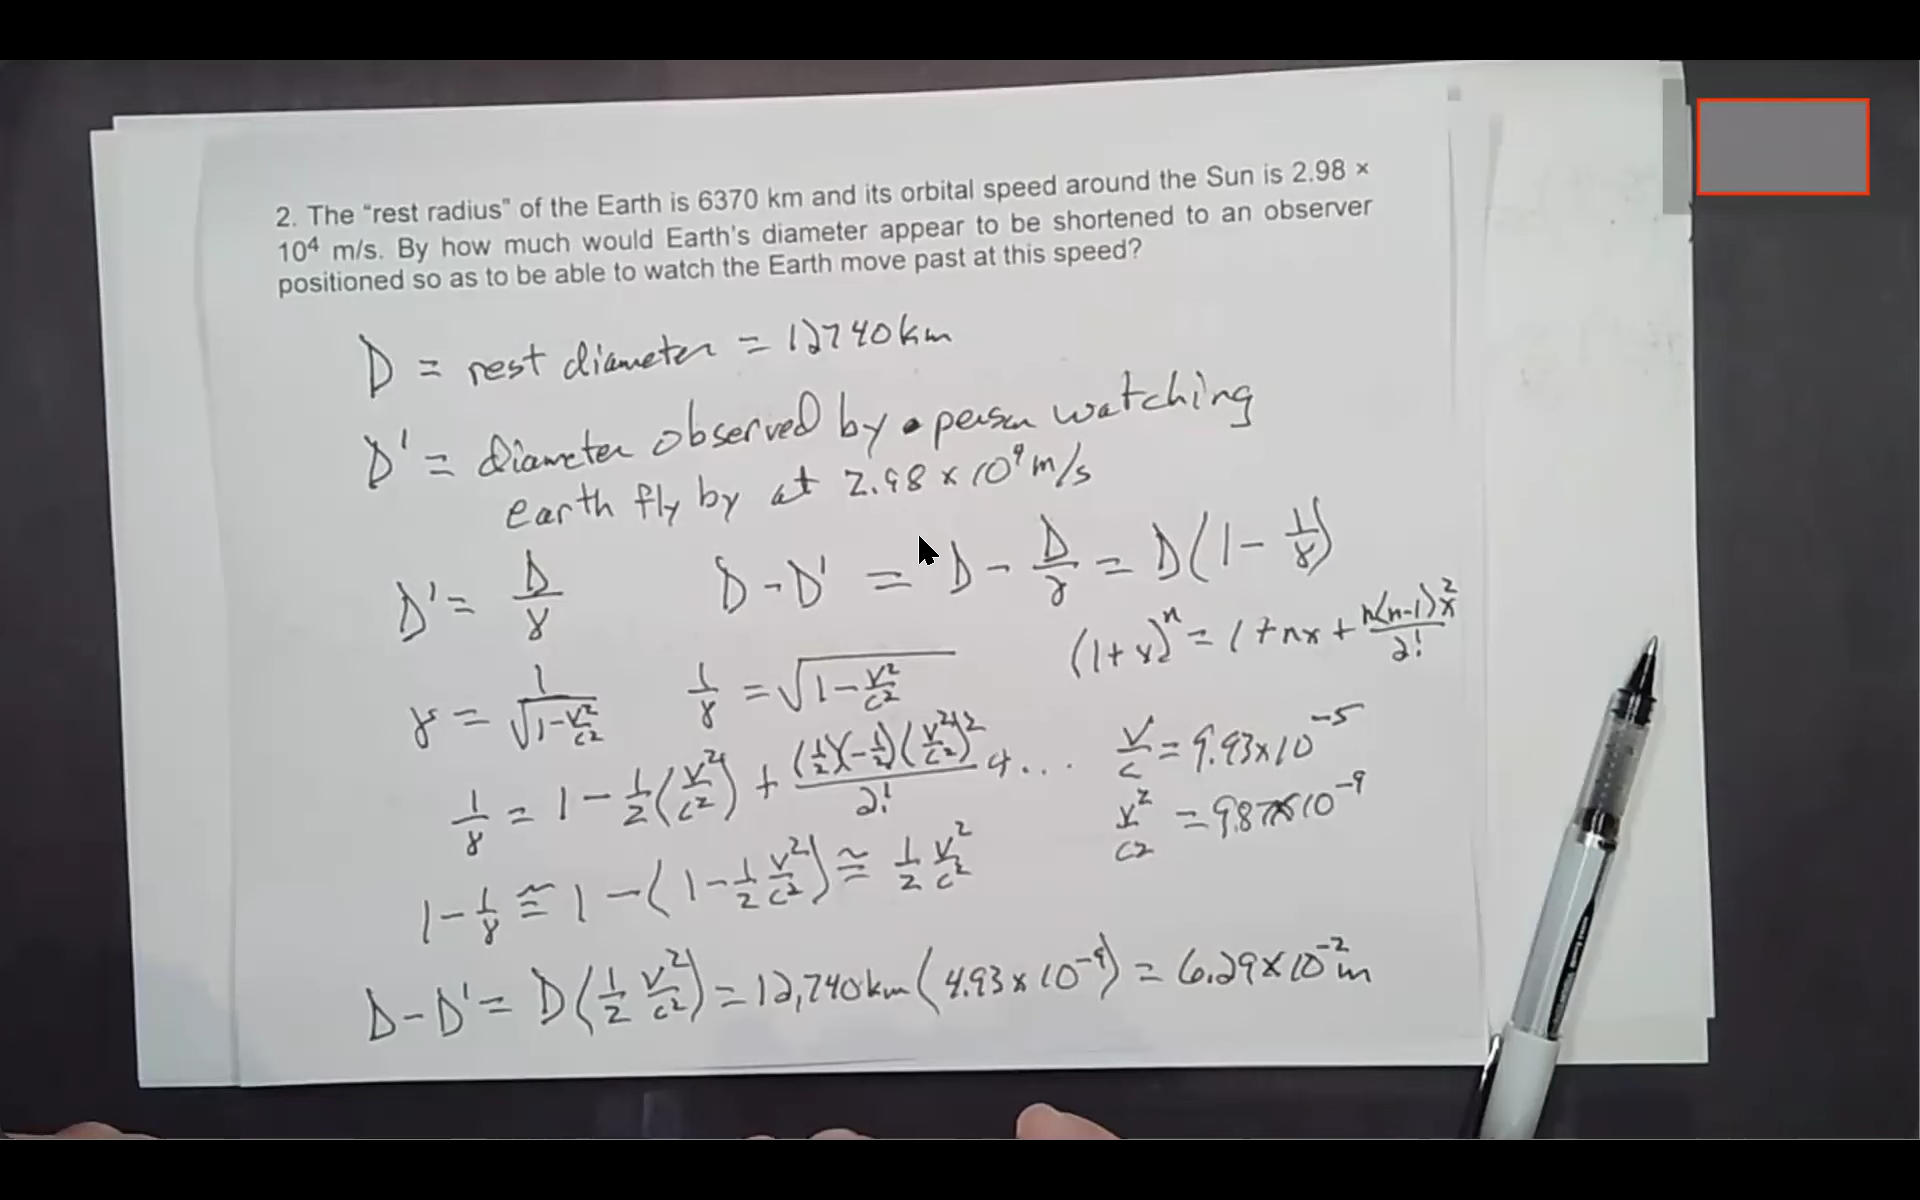 2. The “rest radius” of the Earth is 6370 km and its orbital speed around the Sun is 2.98 ×
10⁴ m/s. By how much would Earth's diameter appear to be shortened to an observer
positioned so as to be able to watch the Earth move past at this speed?
D = rest diameter = 12740 km
D' = diameter observed by person watching
earth fly by at 2.98 × 10⁴ m/s
D' = D/γ    D - D' = D - D/γ = D(1 - 1/γ)
(1+x)ⁿ = 1 + nx + n(n-1)x²/2!
γ = 1/√(1-v²/c²)    1/γ = √(1 - v²/c²)
1/γ = 1 - 1/2(v²/c²) + (1/2)(-1/2)(v²/c²)²/2! + ...
v/c = 9.93×10⁻⁵
v²/c² = 9.87×10⁻⁹
1 - 1/γ ≅ 1 - (1 - 1/2 v²/c²) ≅ 1/2 v²/c²
D - D' = D(1/2 v²/c²) = 12,740 km (4.93 × 10⁻⁹) = 6.29 × 10⁻² m